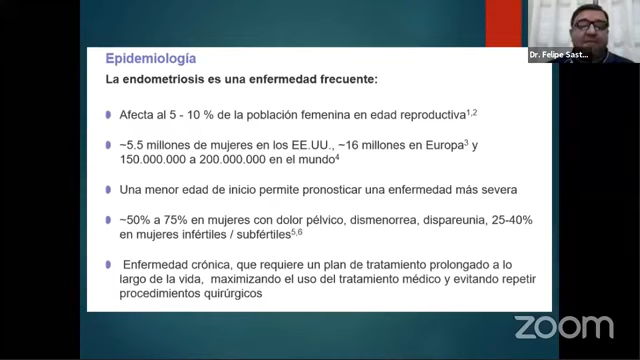 Dr. Felipe Sast...
Epidemiología
La endometriosis es una enfermedad frecuente:
Afecta al 5 - 10 % de la población femenina en edad reproductiva1,2
~5.5 millones de mujeres en los EE.UU., ~16 millones en Europa3 y
150.000.000 a 200.000.000 en el mundo4
Una menor edad de inicio permite pronosticar una enfermedad más severa
~50% a 75% en mujeres con dolor pélvico, dismenorrea, dispareunia, 25-40%
en mujeres infértiles / subfértiles5,6
Enfermedad crónica, que requiere un plan de tratamiento prolongado a lo
largo de la vida, maximizando el uso del tratamiento médico y evitando repetir
procedimientos quirúrgicos
zoom